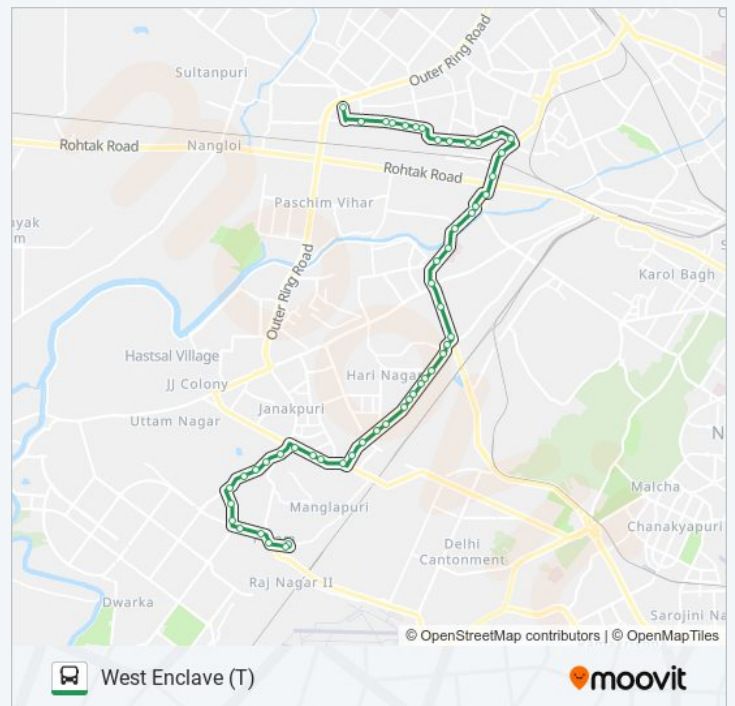 Outer Ring Road
Sultanpuri
Rohtak Road
Nangloi
Rohtak Road
Paschim Vihar
Karol Bagh
Outer Ring Road
Hastsal Village
Hari Nagar
JJ Colony
Janakpuri
Uttam Nagar
Malcha
Manglapuri
Chanakyapuri
Delhi
Cantonment
Raj Nagar II
Dwarka
Sarojini Na
© OpenStreetMap contributors | © OpenMapTiles
West Enclave (T)
moovit